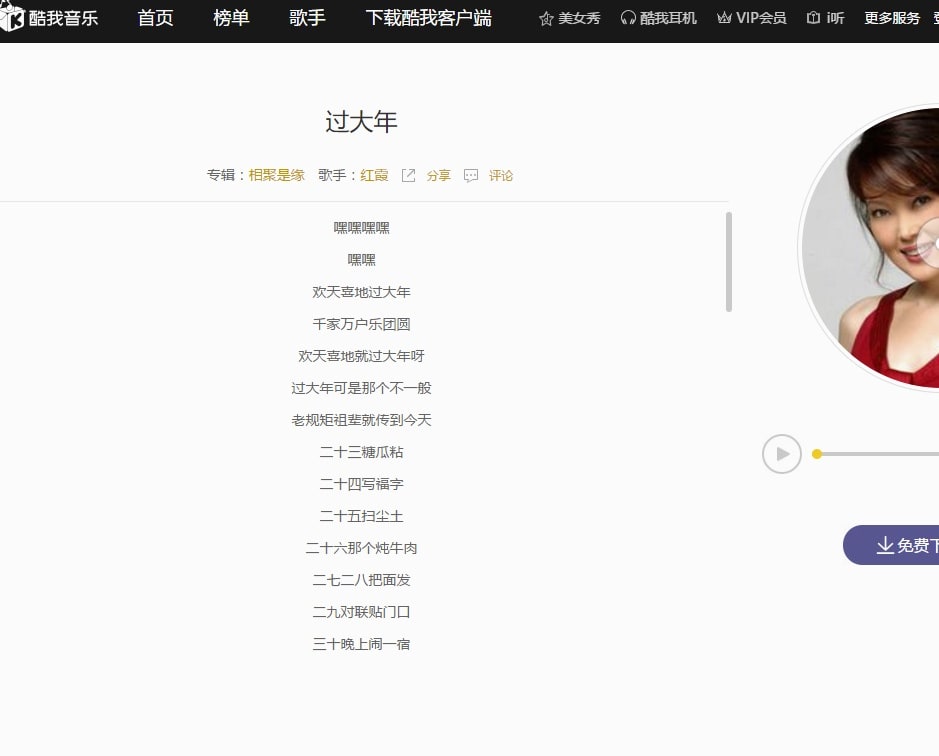 酷我音乐 首页 榜单 歌手 下载酷我客户端 美女秀 酷我耳机 VIP会员 i听 更多服务
过大年
专辑：相聚是缘 歌手：红霞 分享 评论
嘿嘿嘿嘿
嘿嘿
欢天喜地过大年
千家万户乐团圆
欢天喜地就过大年呀
过大年可是那个不一般
老规矩祖辈就传到今天
二十三糖瓜粘
二十四写福字
二十五扫尘土
二十六那个炖牛肉
免费下
二七二八把面发
二九对联贴门口
三十晚上闹一宿